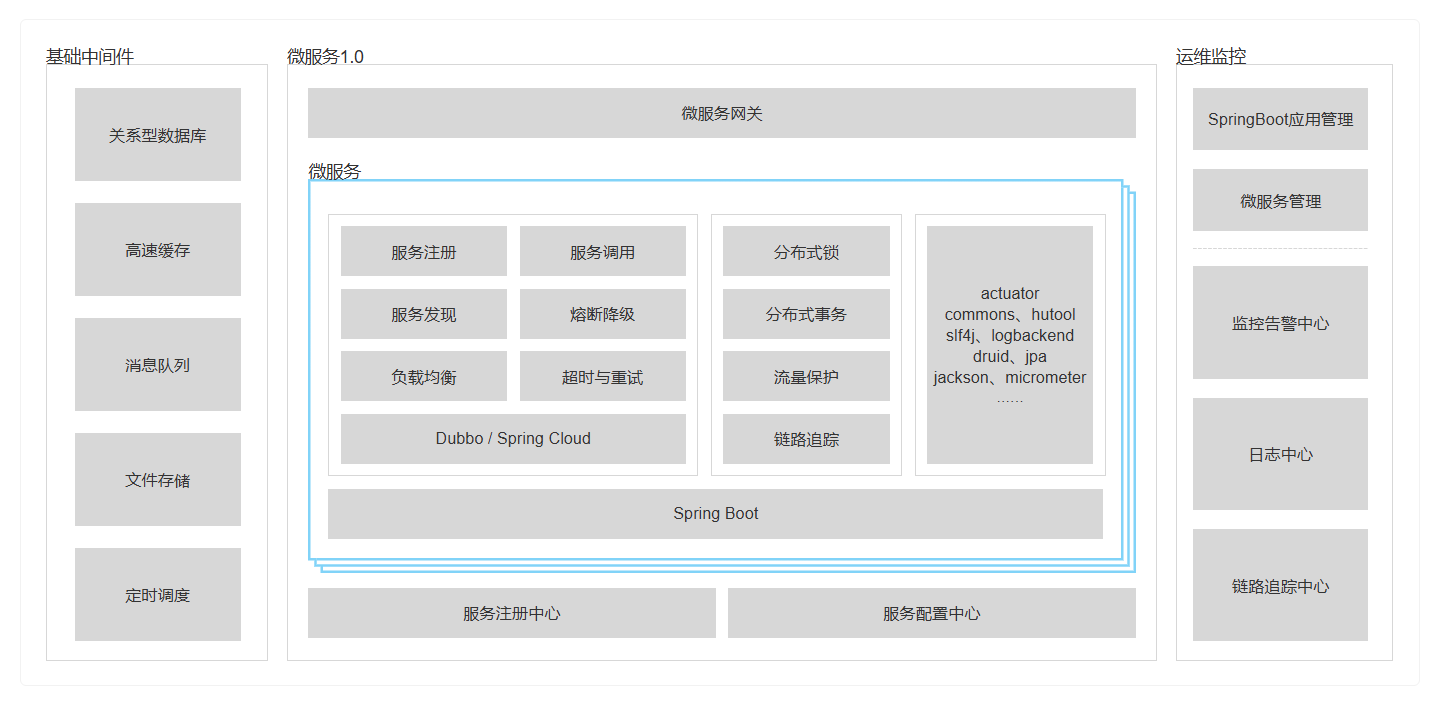 基础中间件
关系型数据库
高速缓存
消息队列
文件存储
定时调度
微服务1.0
微服务网关
微服务
服务注册
服务调用
服务发现
熔断降级
负载均衡
超时与重试
Dubbo / Spring Cloud
分布式锁
分布式事务
流量保护
链路追踪
actuator
commons、hutool
slf4j、logbackend
druid、jpa
jackson、micrometer
……
Spring Boot
服务注册中心
服务配置中心
运维监控
SpringBoot应用管理
微服务管理
监控告警中心
日志中心
链路追踪中心